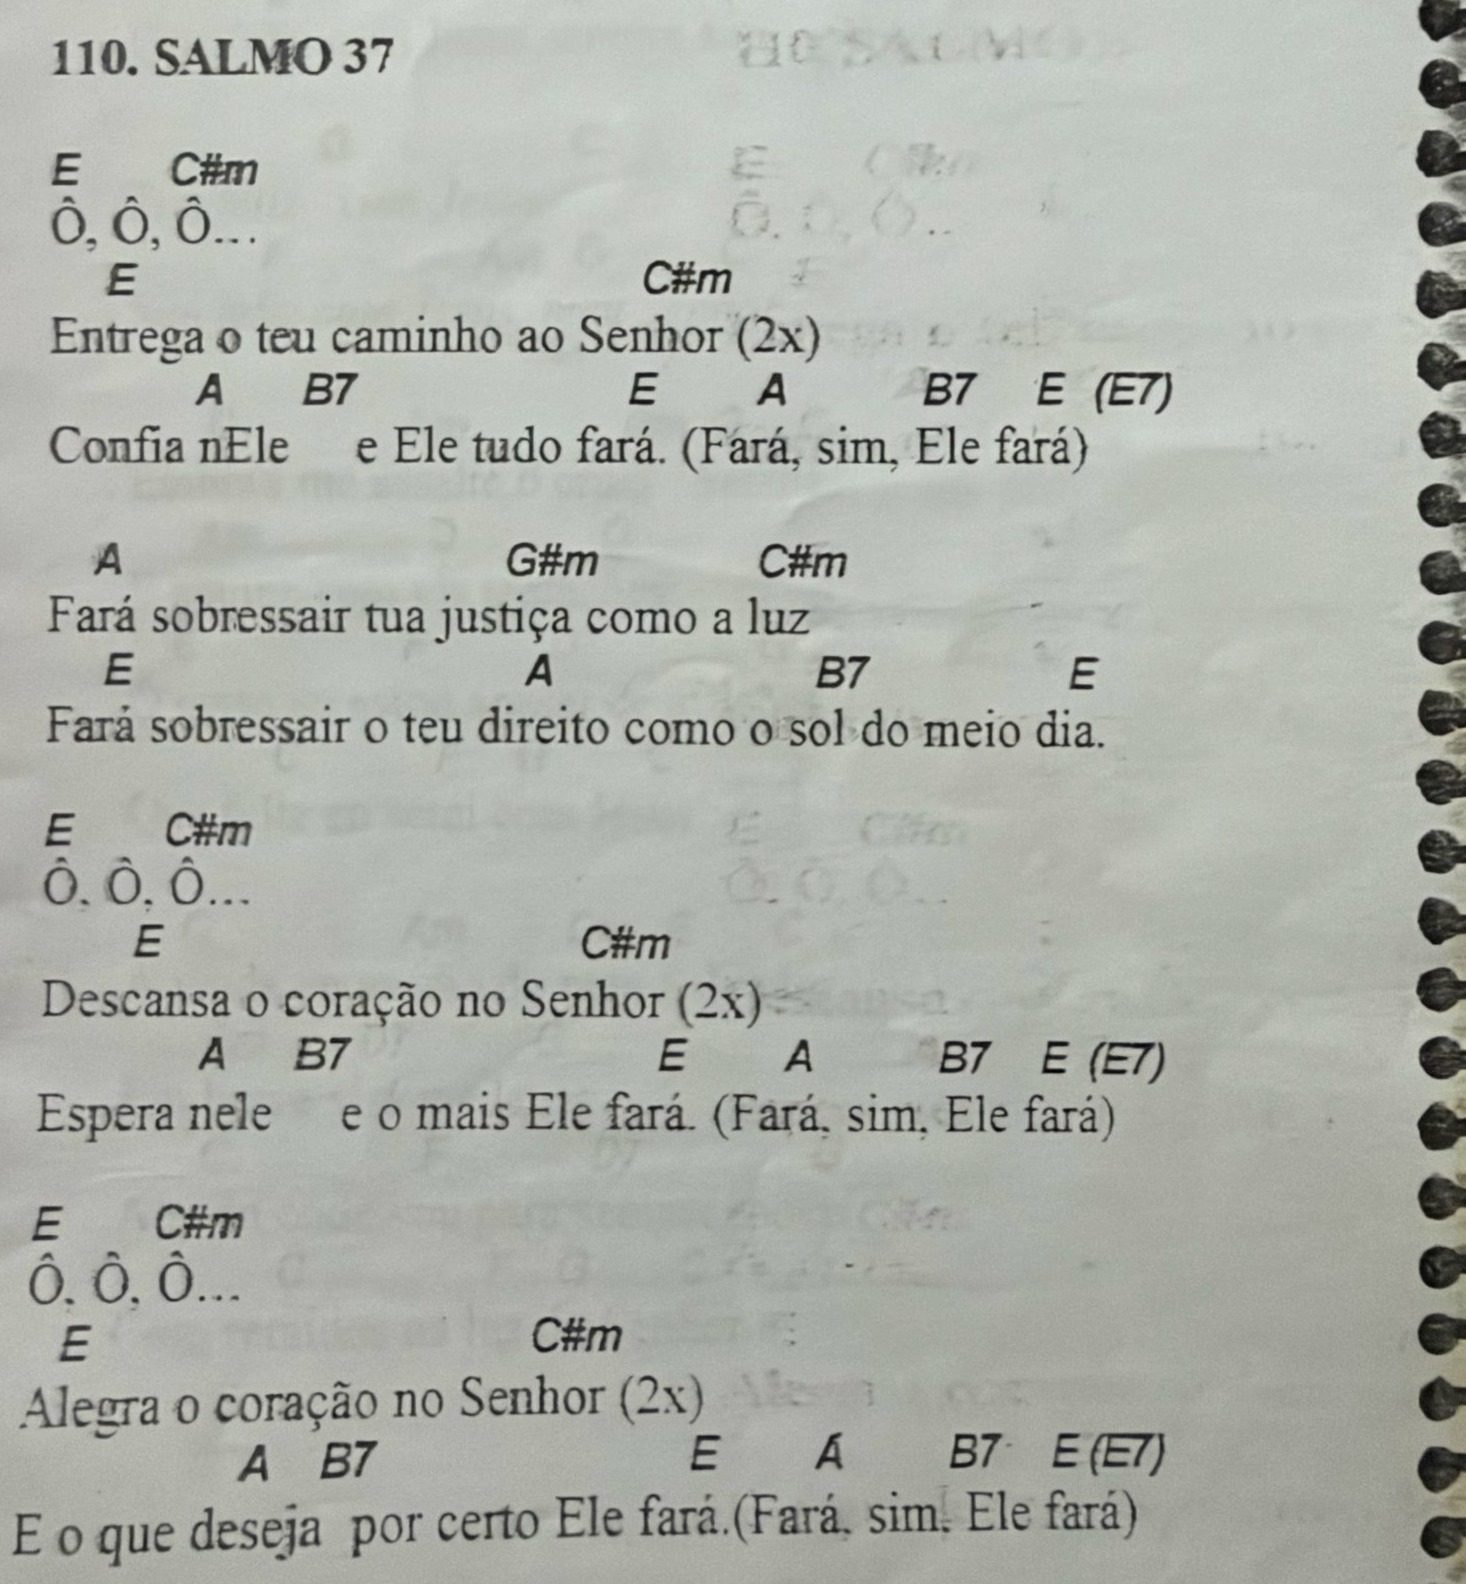 110. SALMO 37
E C#m
Ô, Ô, Ô...
E C#m
Entrega o teu caminho ao Senhor (2x)
A B7 E A B7 E (E7)
Confia nEle e Ele tudo fará. (Fará, sim, Ele fará)
A G#m C#m
Fará sobressair tua justiça como a luz
E A B7 E
Fará sobressair o teu direito como o sol do meio dia.
E C#m
Ô, Ô, Ô...
E C#m
Descansa o coração no Senhor (2x)
A B7 E A B7 E (E7)
Espera nele e o mais Ele fará. (Fará, sim, Ele fará)
E C#m
Ô, Ô, Ô...
E C#m
Alegra o coração no Senhor (2x)
A B7 E A B7 E (E7)
E o que deseja por certo Ele fará.(Fará, sim, Ele fará)